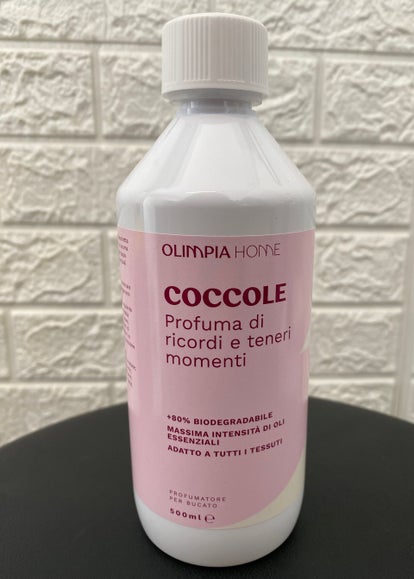 OLIMPIA HOME
COCCOLE
Profuma di
ricordi e teneri
momenti
+80% BIODEGRADABILE
MASSIMA INTENSITÀ DI OLI
ESSENZIALI
ADATTO A TUTTI I TESSUTI
PROFUMATORE
PER BUCATO
500ml ℮